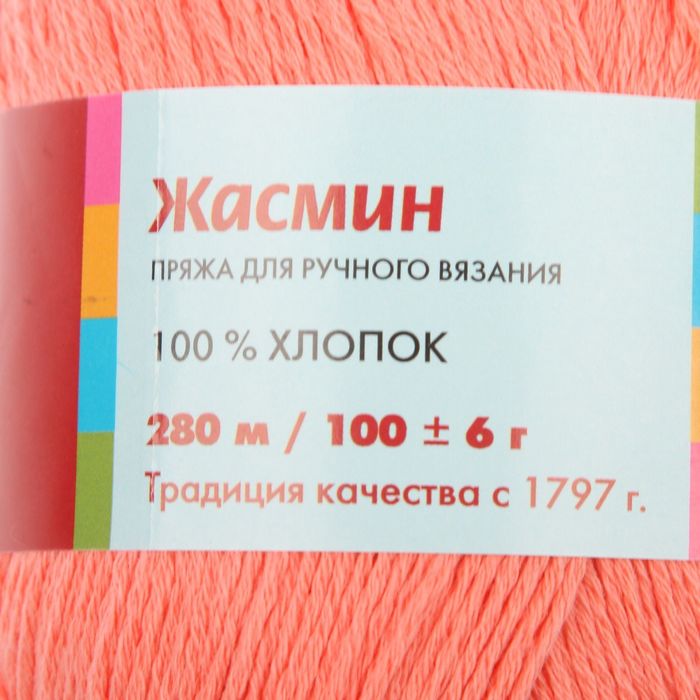 Жасмин
ПРЯЖА ДЛЯ РУЧНОГО ВЯЗАНИЯ
100 % ХЛОПОК
280 м / 100 ± 6 г
Традиция качества с 1797 г.